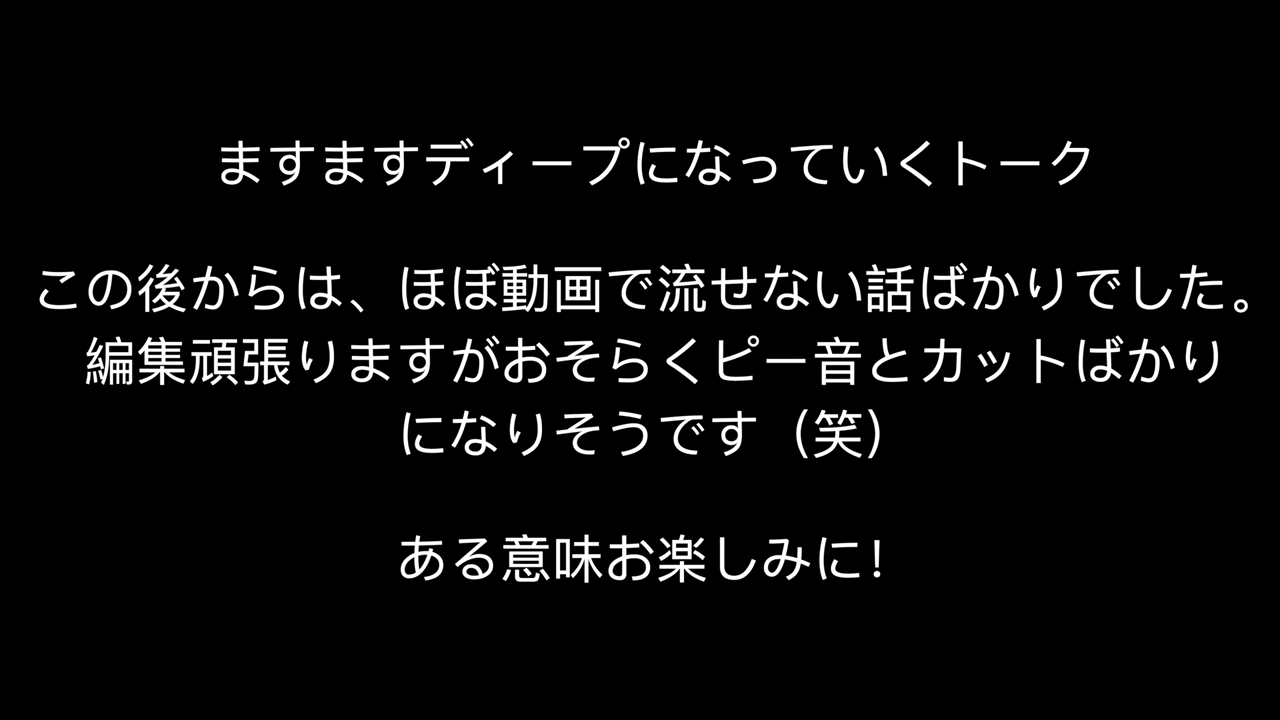 ますますディープになっていくトーク
この後からは、ほぼ動画で流せない話ばかりでした。
編集頑張りますがおそらくピー音とカットばかり
になりそうです（笑）
ある意味お楽しみに!